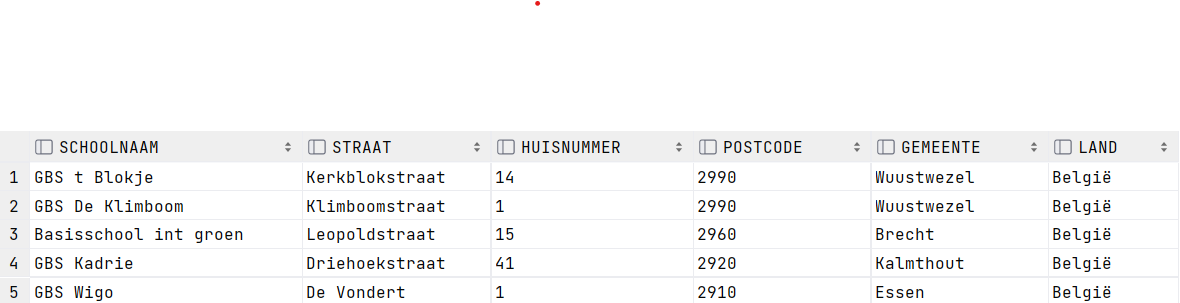 SCHOOLNAAM STRAAT HUISNUMMER POSTCODE GEMEENTE LAND
1 GBS t Blokje Kerkblokstraat 14 2990 Wuustwezel België
2 GBS De Klimboom Klimboomstraat 1 2990 Wuustwezel België
3 Basisschool int groen Leopoldstraat 15 2960 Brecht België
4 GBS Kadrie Driehoekstraat 41 2920 Kalmthout België
5 GBS Wigo De Vondert 1 2910 Essen België